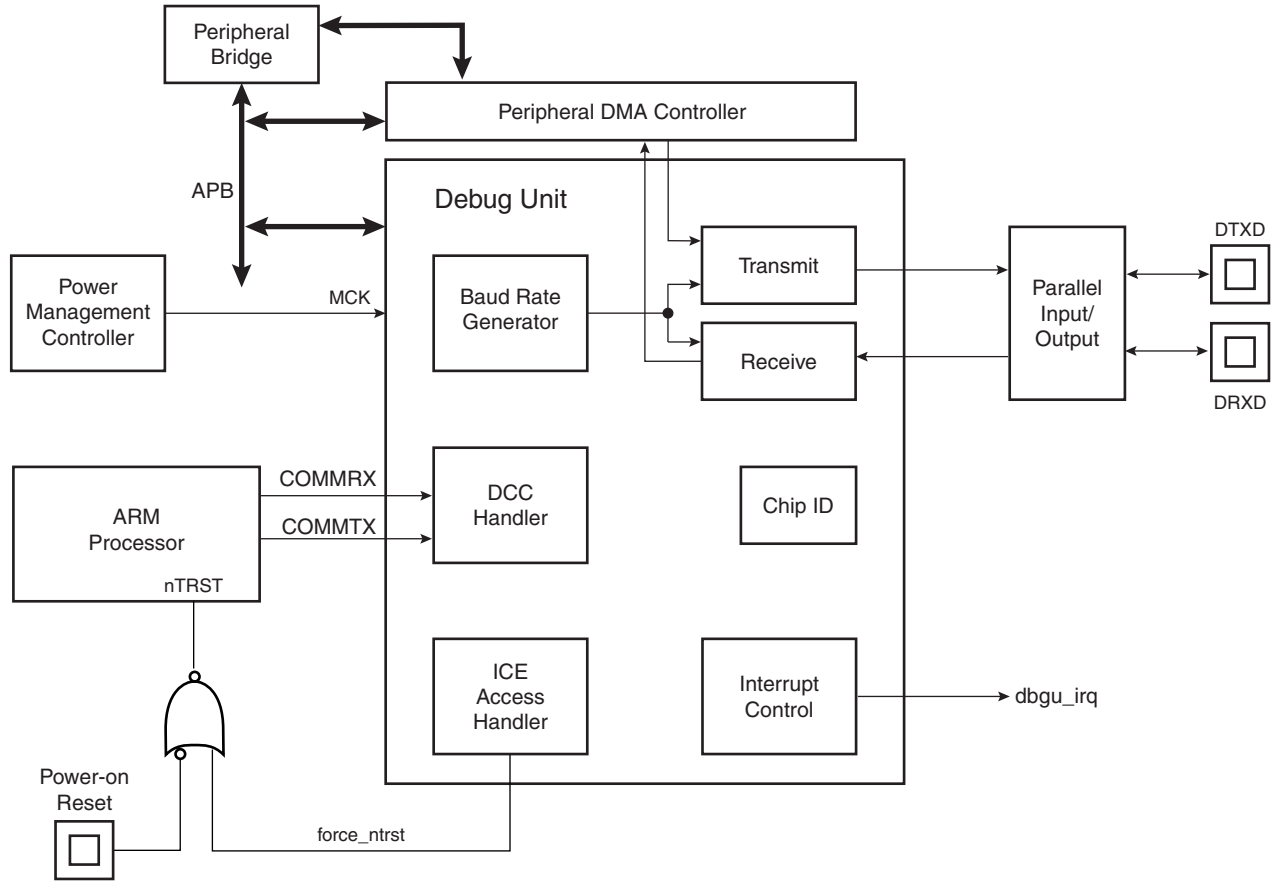 Peripheral
Bridge
Peripheral DMA Controller
APB
Debug Unit
DTXD
Power
Management
Controller
MCK
Baud Rate
Generator
Transmit
Receive
Parallel
Input/
Output
DRXD
ARM
Processor
nTRST
COMMRX
COMMTX
DCC
Handler
Chip ID
ICE
Access
Handler
Interrupt
Control
dbgu_irq
Power-on
Reset
force_ntrst